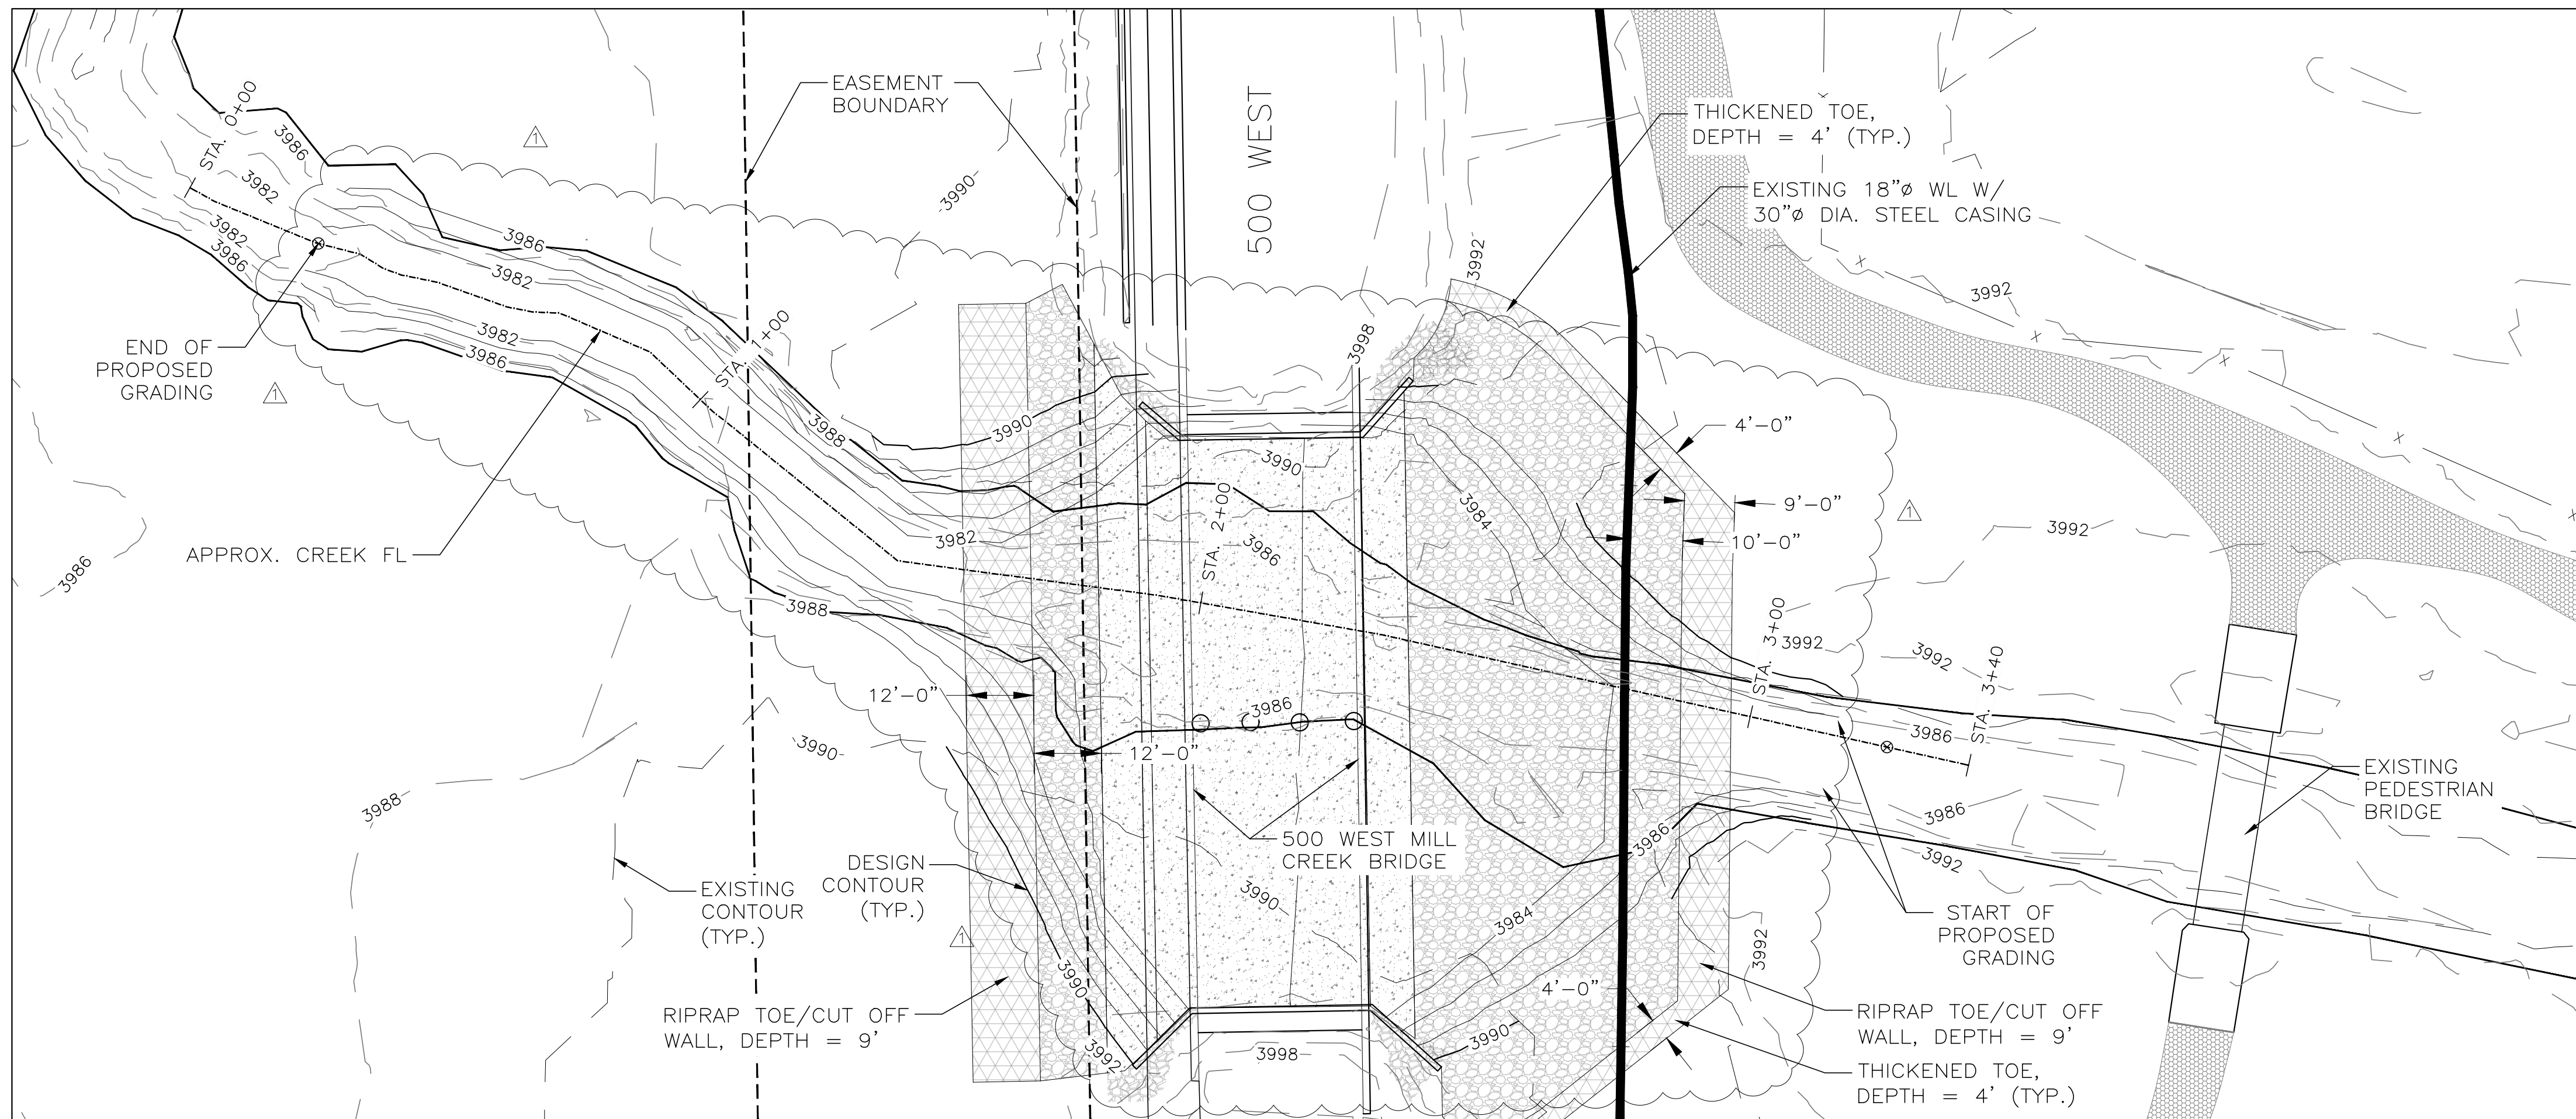 EASEMENT
BOUNDARY
500 WEST
THICKENED TOE,
DEPTH = 4' (TYP.)
EXISTING 18"ø WL W/
30"ø DIA. STEEL CASING
STA. 0+00
3986
3982
3982
3986
1
3986
3982
3982
3986
3990
3992
3992
3998
END OF
PROPOSED
GRADING
1
STA. 1+00
3988
3990
3990
4'-0"
9'-0"
10'-0"
1
3992
3984
STA. 2+00
3986
3982
APPROX. CREEK FL
3986
3988
STA. 3+00
3992
3992
STA. 3+40
3986
12'-0"
12'-0"
3986
3990
3988
3986
3986
3992
EXISTING
PEDESTRIAN
BRIDGE
500 WEST MILL
CREEK BRIDGE
DESIGN
CONTOUR
(TYP.)
EXISTING
CONTOUR
(TYP.)
1
3990
3984
3992
START OF
PROPOSED
GRADING
3990
3992
3998
3990
4'-0"
RIPRAP TOE/CUT OFF
WALL, DEPTH = 9'
RIPRAP TOE/CUT OFF
WALL, DEPTH = 9'
THICKENED TOE,
DEPTH = 4' (TYP.)